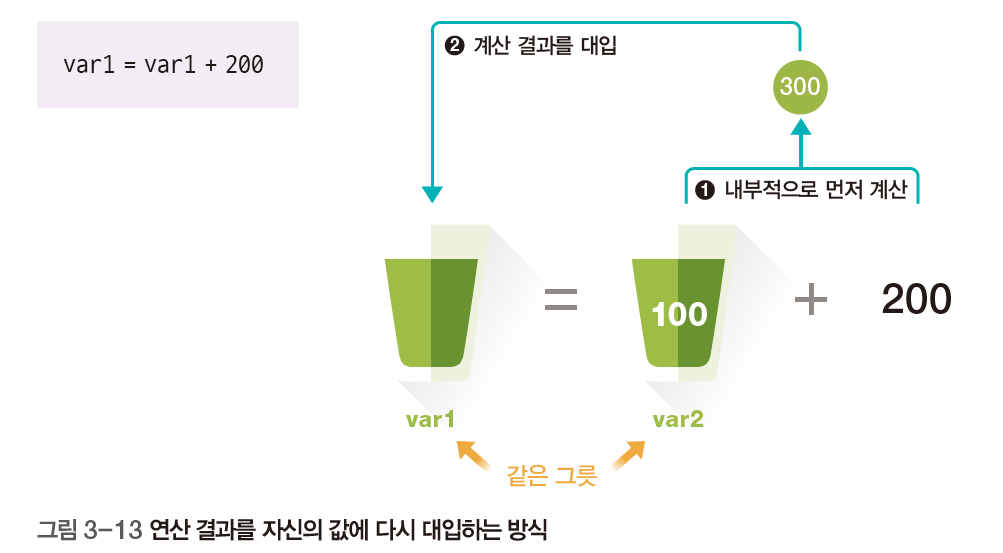 var1 = var1 + 200
❷ 계산 결과를 대입
300
❶ 내부적으로 먼저 계산
=
100
+
200
var1
var2
같은 그릇
그림 3-13 연산 결과를 자신의 값에 다시 대입하는 방식